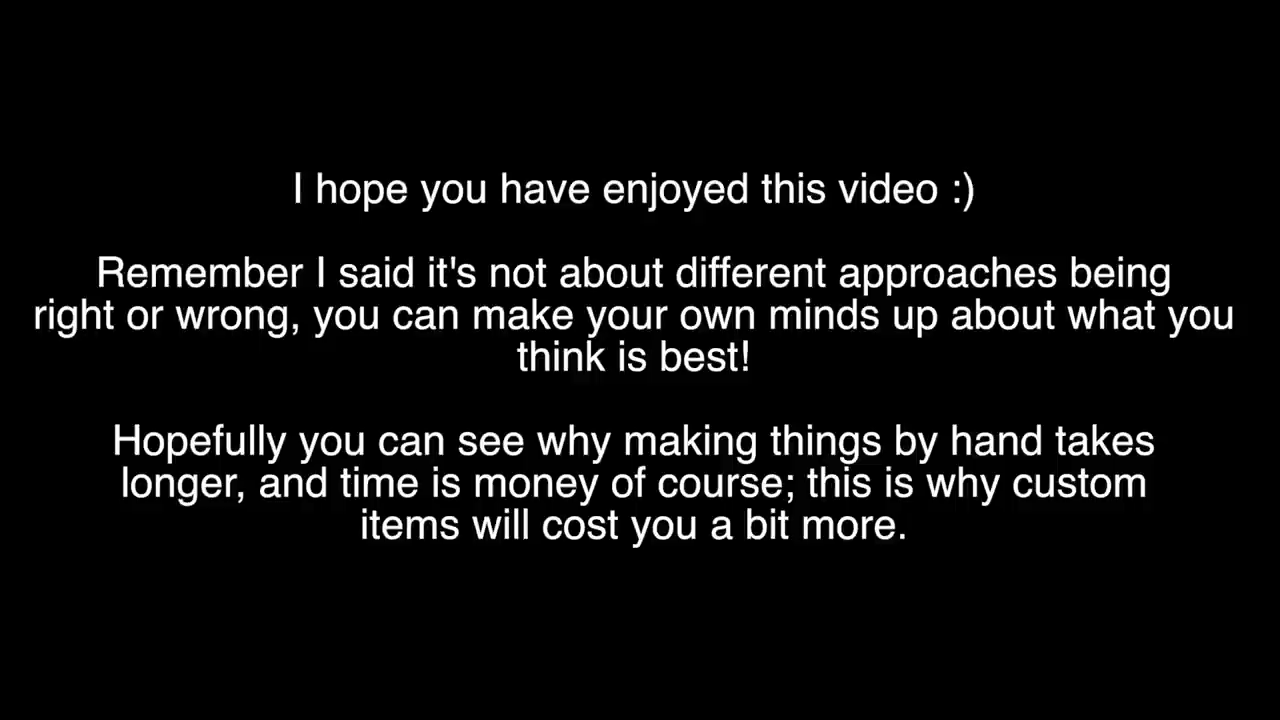 I hope you have enjoyed this video :)
Remember I said it's not about different approaches being
right or wrong, you can make your own minds up about what you
think is best!
Hopefully you can see why making things by hand takes
longer, and time is money of course; this is why custom
items will cost you a bit more.